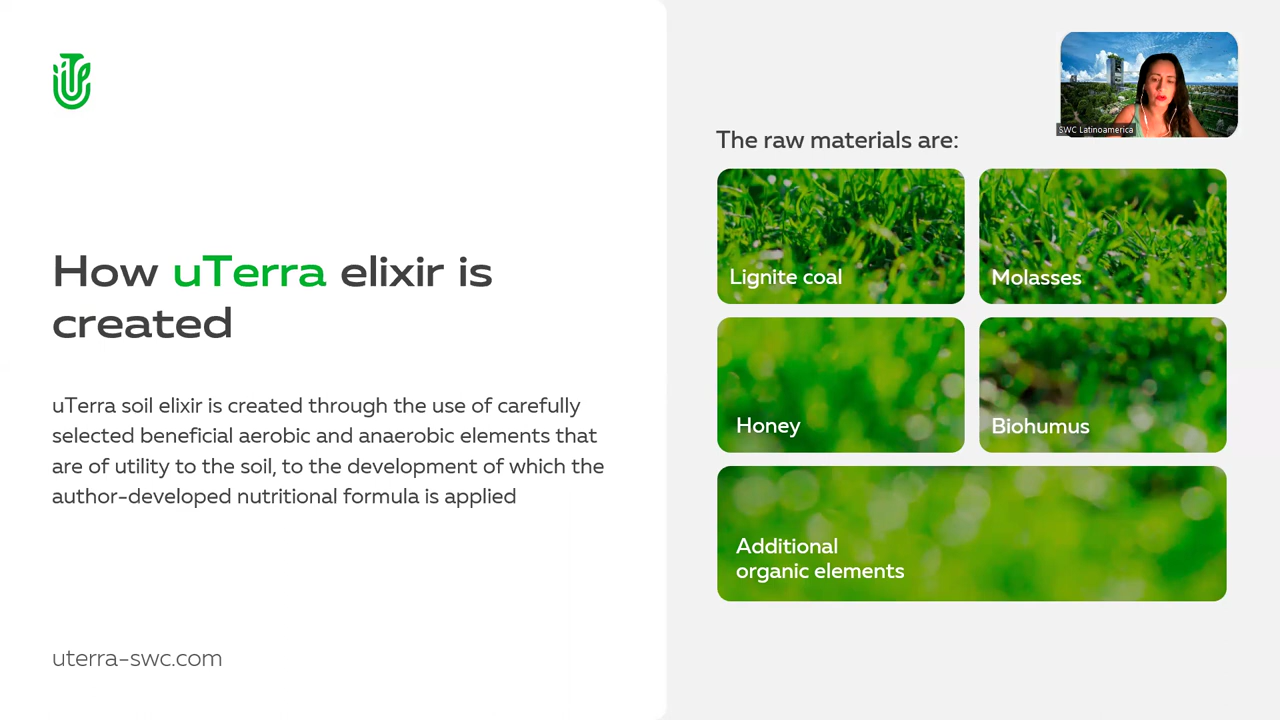 How uTerra elixir is
created
uTerra soil elixir is created through the use of carefully
selected beneficial aerobic and anaerobic elements that
are of utility to the soil, to the development of which the
author-developed nutritional formula is applied
uterra-swc.com
SWC Latinoamerica
The raw materials are:
Lignite coal
Molasses
Honey
Biohumus
Additional
organic elements